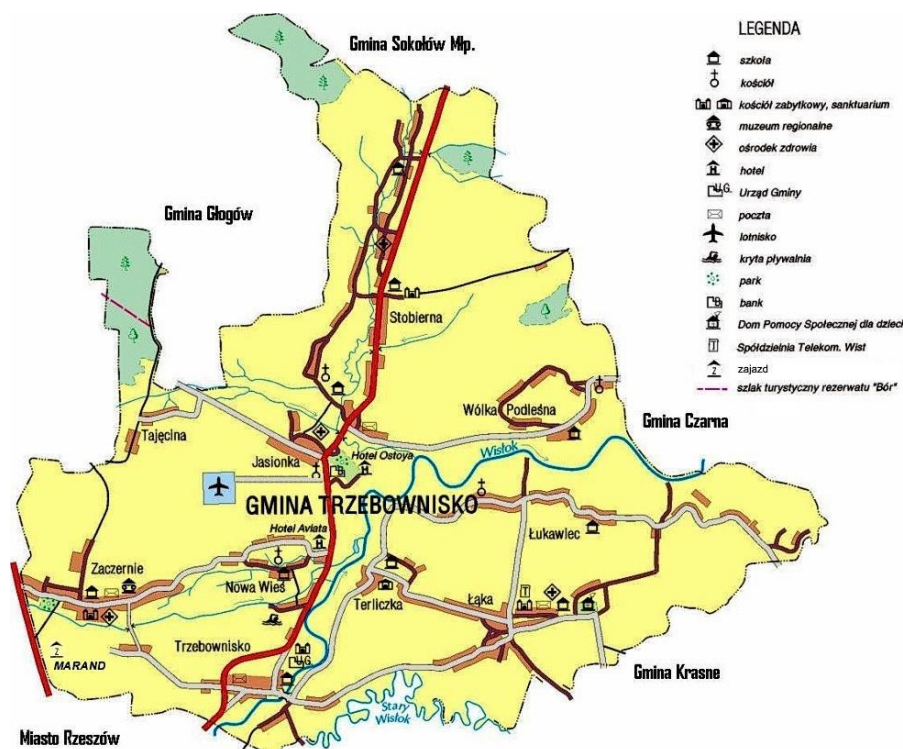 Gmina Sokołów Młp.
LEGENDA
szkoła
kościół
kościół zabytkowy, sanktuarium
muzeum regionalne
ośrodek zdrowia
hotel
U.G.
Urząd Gminy
poczta
lotnisko
kryta pływalnia
park
bank
Dom Pomocy Społecznej dla dzieci
Spółdzielnia Telekom. Wist
zajazd
szlak turystyczny rezerwatu "Bór"
Gmina Głogów
Stobierna
Wólka Podleśna
Gmina Czarna
Tajęcina
Jasionka
Hotel Ostoya
Wisłok
GMINA TRZEBOWNISKO
Hotel Aviata
Łukawiec
Zaczernie
Nowa Wieś
Terliczka
Łąka
Trzebownisko
U.G.
MARAND
Stary
Wisłok
Gmina Krasne
Miasto Rzeszów